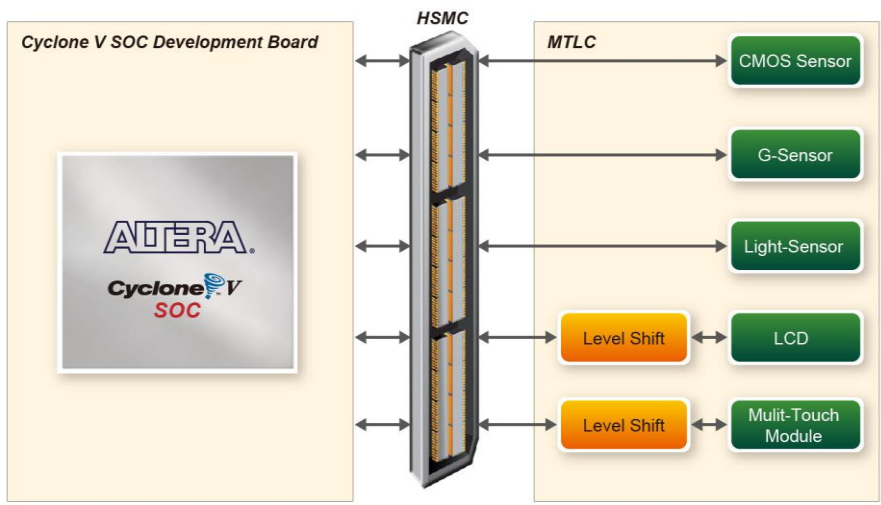 HSMC
Cyclone V SOC Development Board
MTLC
CMOS Sensor
G-Sensor
ALTERA®
Light-Sensor
Cyclone™ V
SOC
Level Shift
LCD
Level Shift
Mulit-Touch
Module